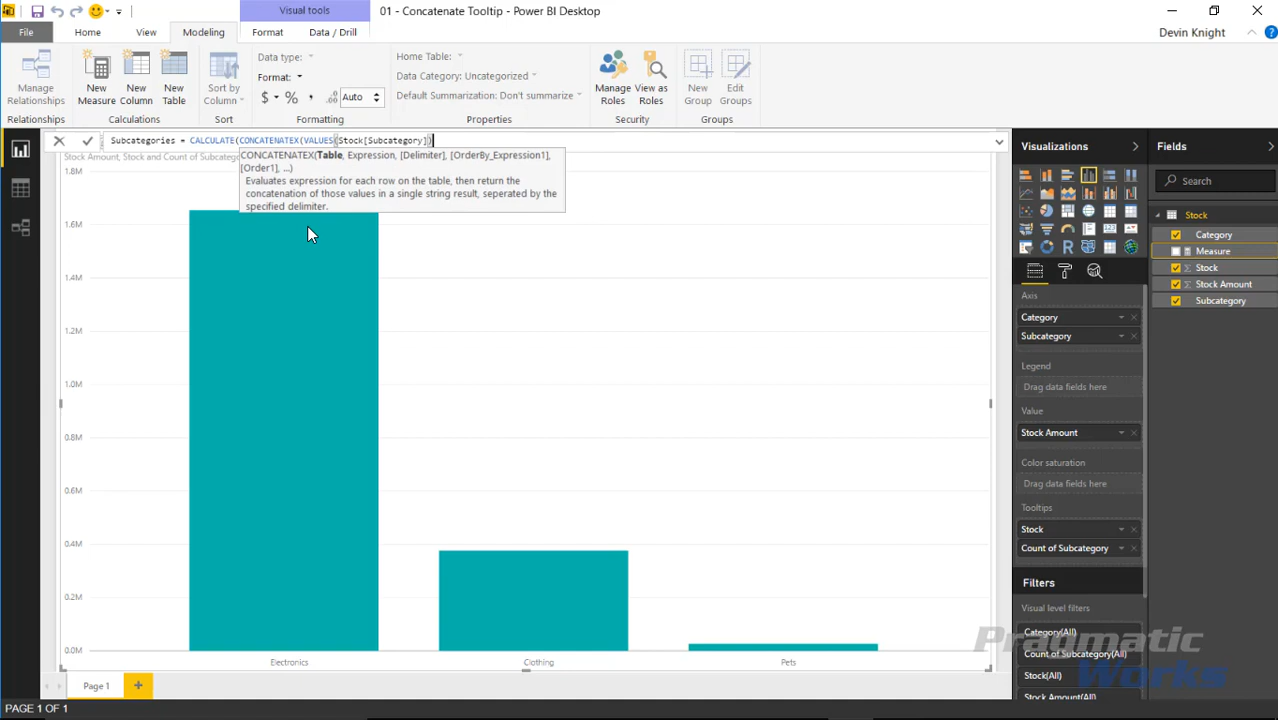 Visual tools
01 - Concatenate Tooltip - Power BI Desktop
File
Home
View
Modeling
Format
Data / Drill
Devin Knight
Manage
Relationships
New
Measure
New
Column
New
Table
Sort by
Column
Data type:
Format:
$ % , Auto
Home Table:
Data Category: Uncategorized
Default Summarization: Don't summarize
Manage
Roles
View as
Roles
New
Group
Edit
Groups
Relationships
Calculations
Sort
Formatting
Properties
Security
Groups
Subcategories = CALCULATE(CONCATENATEX(VALUES(Stock[Subcategory])
CONCATENATEX(Table, Expression, [Delimiter], [OrderBy_Expression1],
[Order1], ...)
Evaluates expression for each row on the table, then return the
concatenation of those values in a single string result, seperated by the
specified delimiter.
Stock Amount, Stock and Count of Subcateg
1.8M
1.6M
1.4M
1.2M
1.0M
0.8M
0.6M
0.4M
0.2M
0.0M
Electronics
Clothing
Pets
Visualizations
Axis
Category
Subcategory
Legend
Drag data fields here
Value
Stock Amount
Color saturation
Drag data fields here
Tooltips
Stock
Count of Subcategory
Filters
Visual level filters
Category(All)
Count of Subcategory(All)
Stock(All)
Stock Amount(All)
Fields
Search
Stock
Category
Measure
Stock
Stock Amount
Subcategory
Pragmatic
Works
Page 1
PAGE 1 OF 1